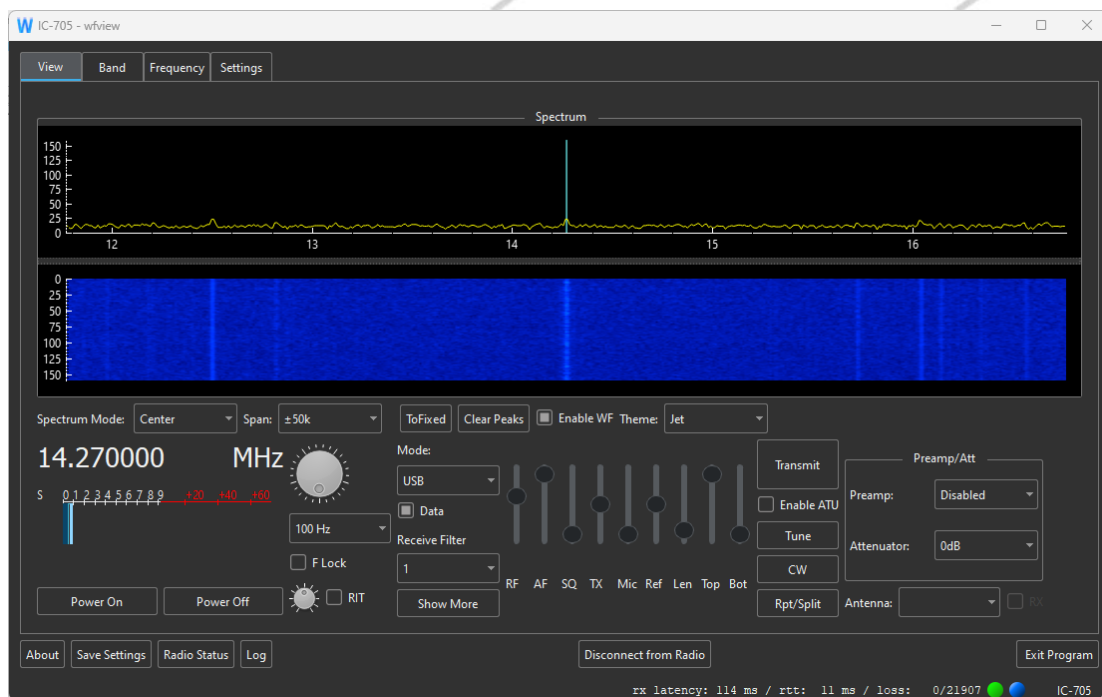 IC-705 - wfview
View Band Frequency Settings
Spectrum
150
125
100
75
50
25
0
12 13 14 15 16
0
25
50
75
100
125
150
Spectrum Mode: Center Span: ±50k ToFixed Clear Peaks Enable WF Theme: Jet
14.270000 MHz
S 0 1 2 3 4 5 6 7 8 9 +20 +40 +60
100 Hz
F Lock
RIT
Power On Power Off
Mode:
USB
Data
Receive Filter
1
Show More
RF AF SQ TX Mic Ref Len Top Bot
Transmit
Enable ATU
Tune
CW
Rpt/Split
Preamp/Att
Preamp: Disabled
Attenuator: 0dB
Antenna: RX
About Save Settings Radio Status Log Disconnect from Radio Exit Program
rx latency: 114 ms / rtt: 11 ms / loss: 0/21907 IC-705